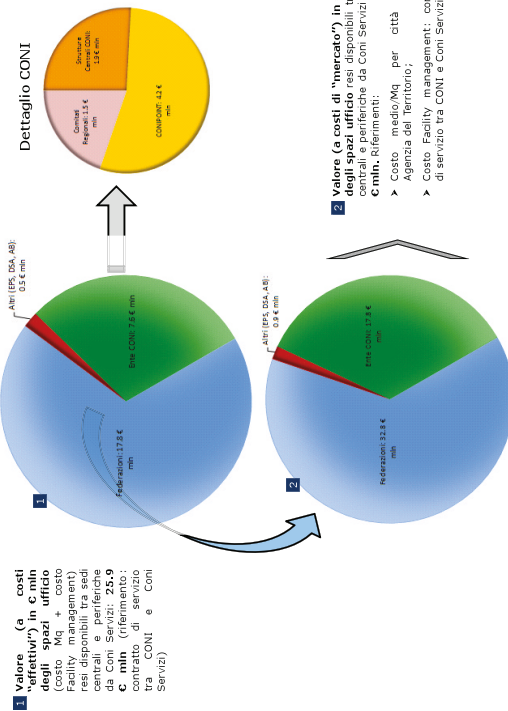 1 Valore (a costi
“effettivi”) in € mln
degli spazi ufficio
(costo Mq + costo
Facility management)
resi disponibili tra sedi
centrali e periferiche
da Coni Servizi: 25.9
€ mln (riferimento:
contratto di servizio
tra CONI e Coni
Servizi)
1
Federazioni: 17.8 €
mln
Ente CONI: 7.6 € mln
Altri (EPS, DSA, AB):
0.5 € mln
Dettaglio CONI
Comitati
Regionali: 1.5 €
mln
Strutture
Centrali CONI:
1.9 € mln
CONIPOINT: 4.2 €
mln
2
Federazioni: 32.8 €
mln
Ente CONI: 17.8 €
mln
Altri (EPS, DSA, AB):
0.9 € mln
2 Valore (a costi di “mercato”) in
degli spazi ufficio resi disponibili
centrali e periferiche da Coni Servizi
€ mln. Riferimenti:
➤ Costo medio/Mq per città
Agenzia del Territorio;
➤ Costo Facility management:
di servizio tra CONI e Coni Servizi